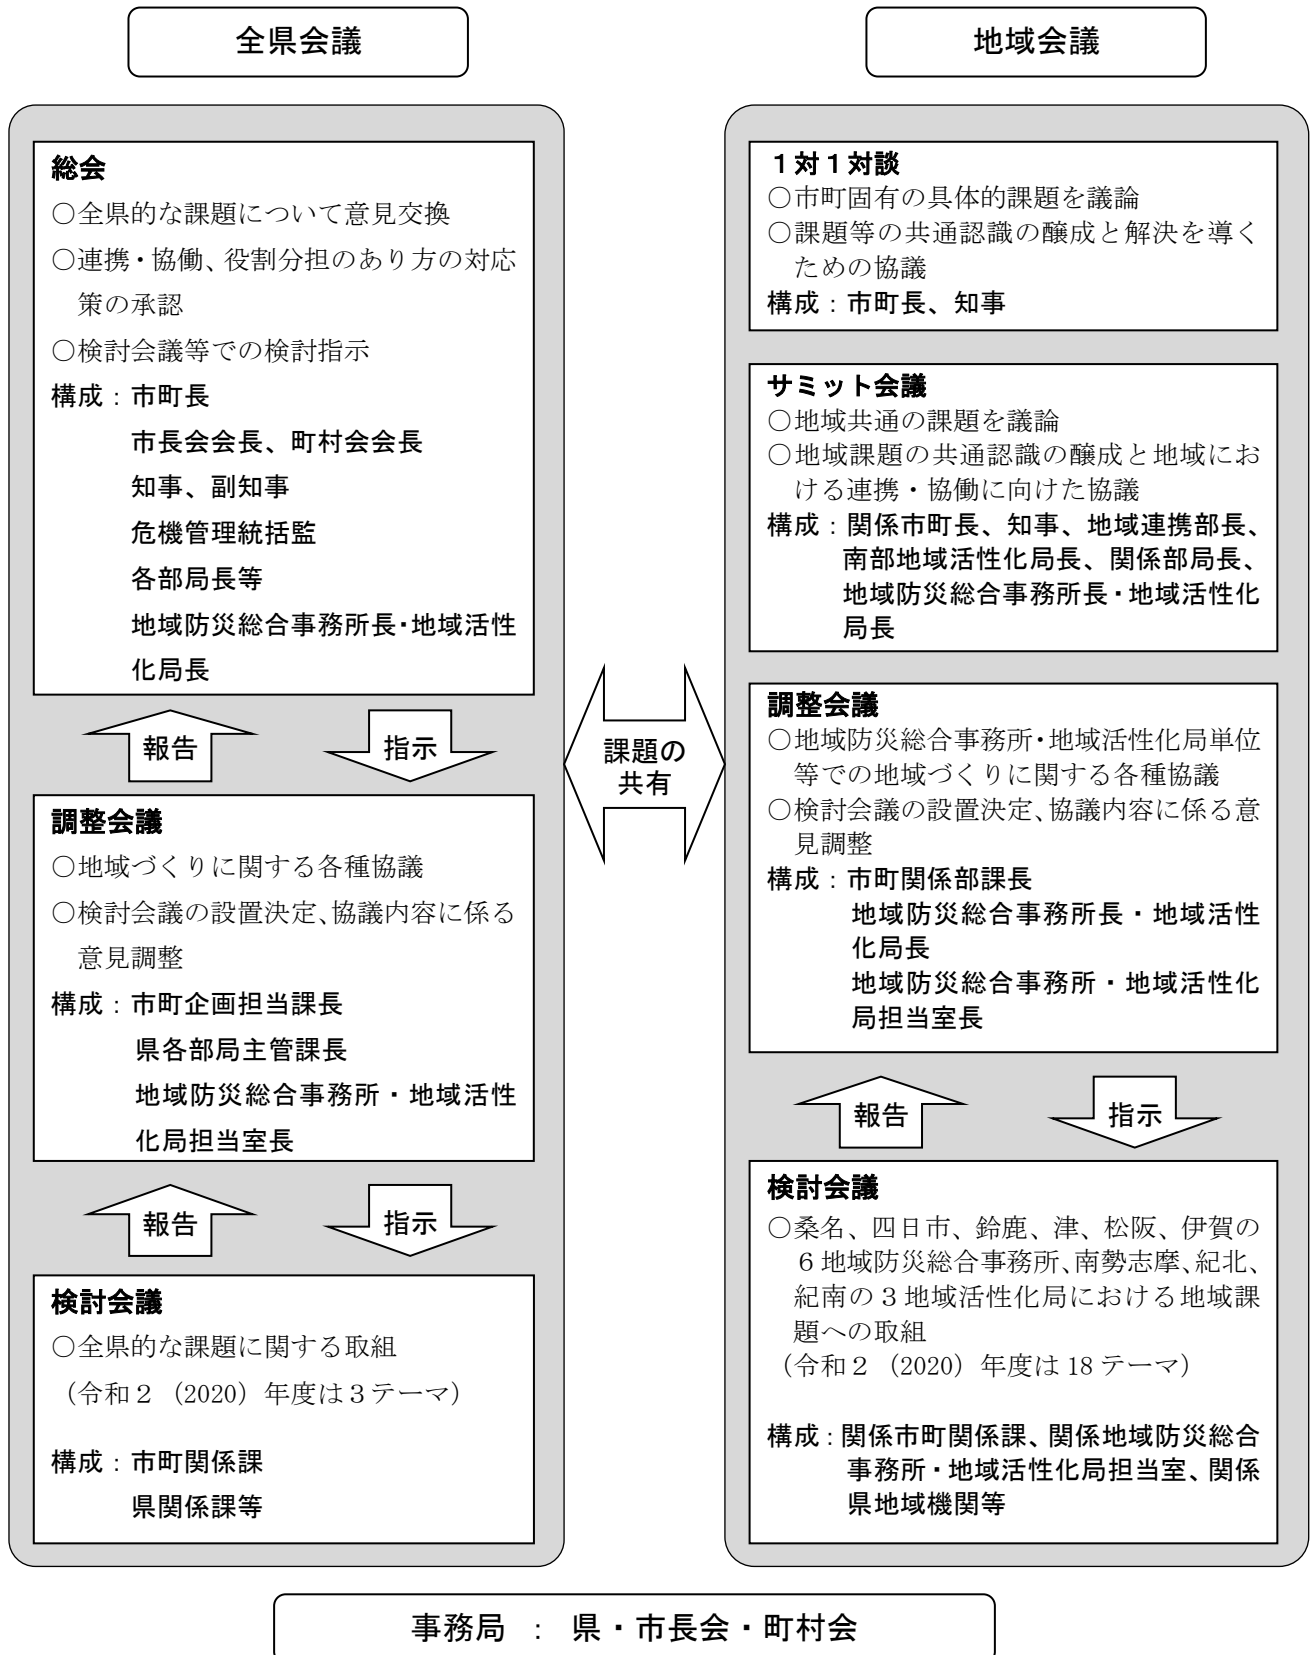 全県会議
総会
○全県的な課題について意見交換
○連携・協働、役割分担のあり方の対応
策の承認
○検討会議等での検討指示
構成：市町長
市長会会長、町村会会長
知事、副知事
危機管理統括監
各部局長等
地域防災総合事務所長・地域活性
化局長
報告
指示
調整会議
○地域づくりに関する各種協議
○検討会議の設置決定、協議内容に係る
意見調整
構成：市町企画担当課長
県各部局主管課長
地域防災総合事務所・地域活性
化局担当室長
報告
指示
検討会議
○全県的な課題に関する取組
（令和２（2020）年度は３テーマ）
構成：市町関係課
県関係課等
課題の
共有
地域会議
１対１対談
○市町固有の具体的課題を議論
○課題等の共通認識の醸成と解決を導く
ための協議
構成：市町長、知事
サミット会議
○地域共通の課題を議論
○地域課題の共通認識の醸成と地域にお
ける連携・協働に向けた協議
構成：関係市町長、知事、地域連携部長、
南部地域活性化局長、関係部局長、
地域防災総合事務所長・地域活性化
局長
調整会議
○地域防災総合事務所・地域活性化局単位
等での地域づくりに関する各種協議
○検討会議の設置決定、協議内容に係る意
見調整
構成：市町関係部課長
地域防災総合事務所長・地域活性
化局長
地域防災総合事務所・地域活性化
局担当室長
報告
指示
検討会議
○桑名、四日市、鈴鹿、津、松阪、伊賀の
６地域防災総合事務所、南勢志摩、紀北、
紀南の３地域活性化局における地域課
題への取組
（令和２（2020）年度は 18 テーマ）
構成：関係市町関係課、関係地域防災総合
事務所・地域活性化局担当室、関係
県地域機関等
事務局　：　県・市長会・町村会